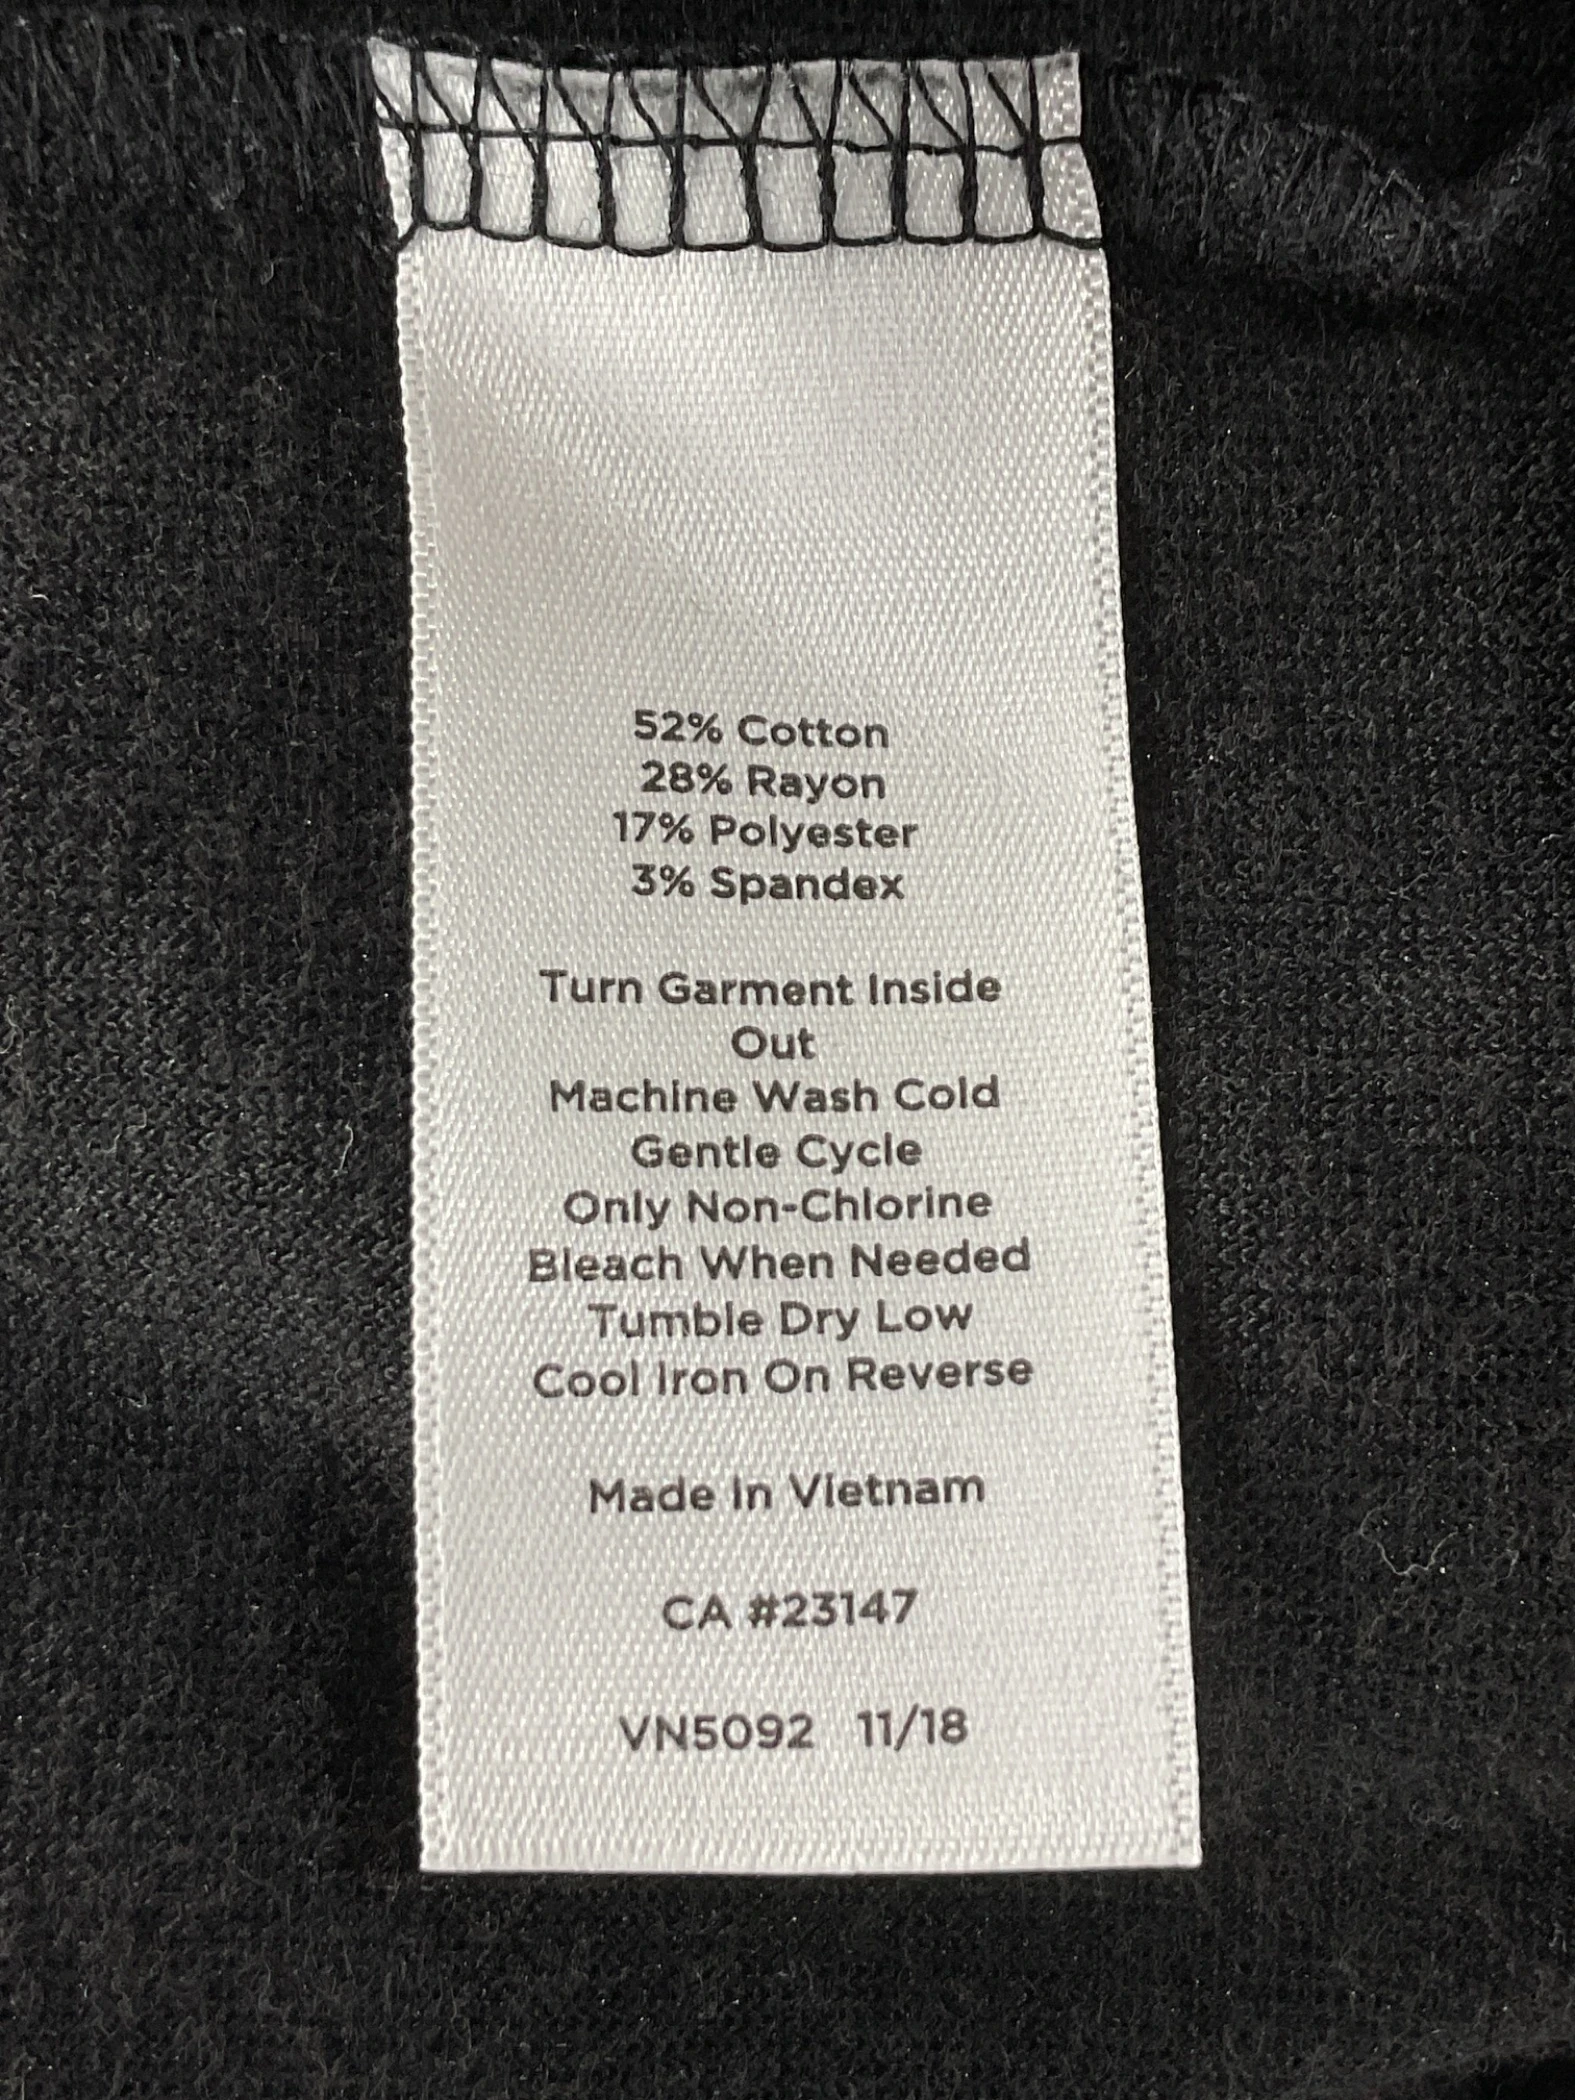 52% Cotton
28% Rayon
17% Polyester
3% Spandex
Turn Garment Inside
Out
Machine Wash Cold
Gentle Cycle
Only Non-Chlorine
Bleach When Needed
Tumble Dry Low
Cool Iron On Reverse
Made In Vietnam
CA #23147
VN5092 11/18